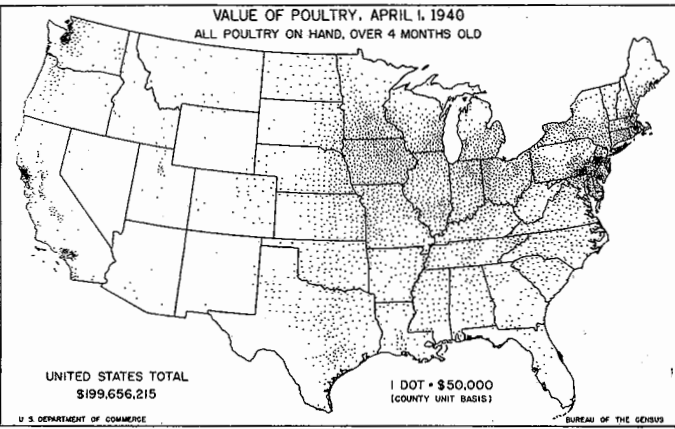 VALUE OF POULTRY, APRIL 1, 1940
ALL POULTRY ON HAND, OVER 4 MONTHS OLD
UNITED STATES TOTAL
$199,656,215
1 DOT = $50,000
(COUNTY UNIT BASIS)
U S. DEPARTMENT OF COMMERCE
BUREAU OF THE CENSUS